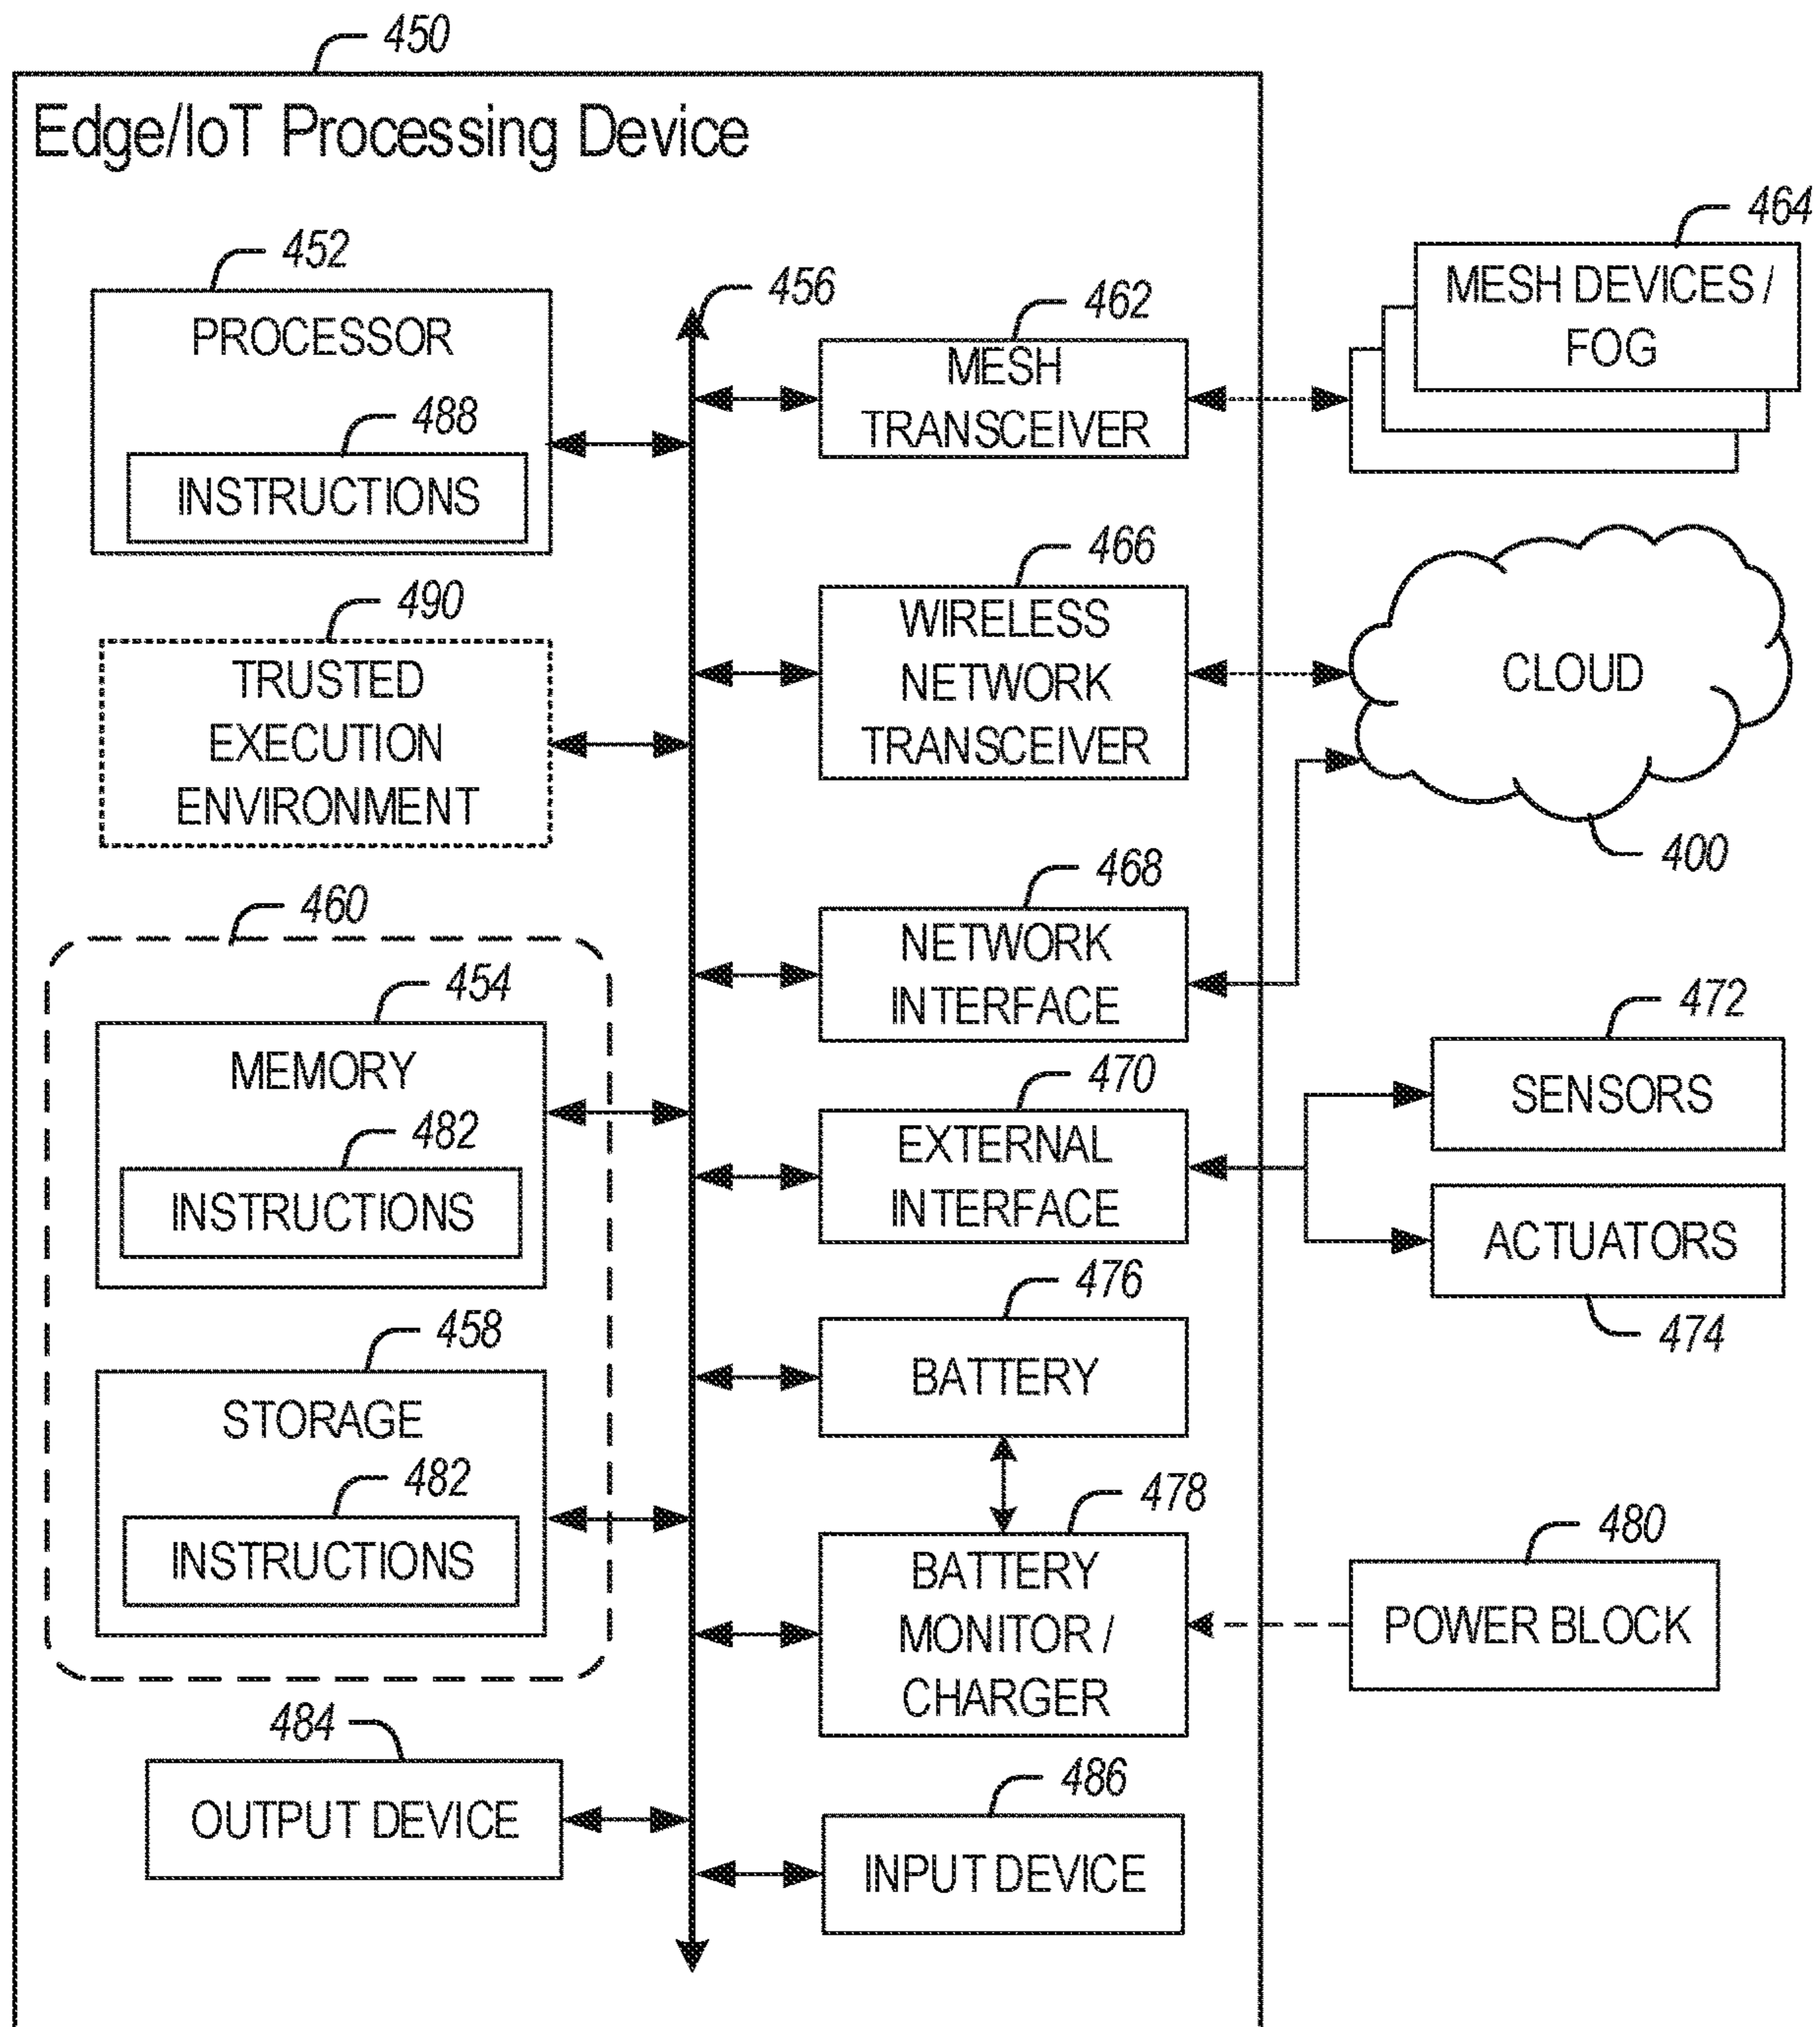 450
Edge/IoT Processing Device
452
PROCESSOR
488
INSTRUCTIONS
490
TRUSTED
EXECUTION
ENVIRONMENT
460
454
MEMORY
482
INSTRUCTIONS
458
STORAGE
482
INSTRUCTIONS
484
OUTPUT DEVICE
456
462
MESH
TRANSCEIVER
466
WIRELESS
NETWORK
TRANSCEIVER
468
NETWORK
INTERFACE
470
EXTERNAL
INTERFACE
476
BATTERY
478
BATTERY
MONITOR /
CHARGER
486
INPUT DEVICE
464
MESH DEVICES /
FOG
CLOUD
400
472
SENSORS
ACTUATORS
474
480
POWER BLOCK